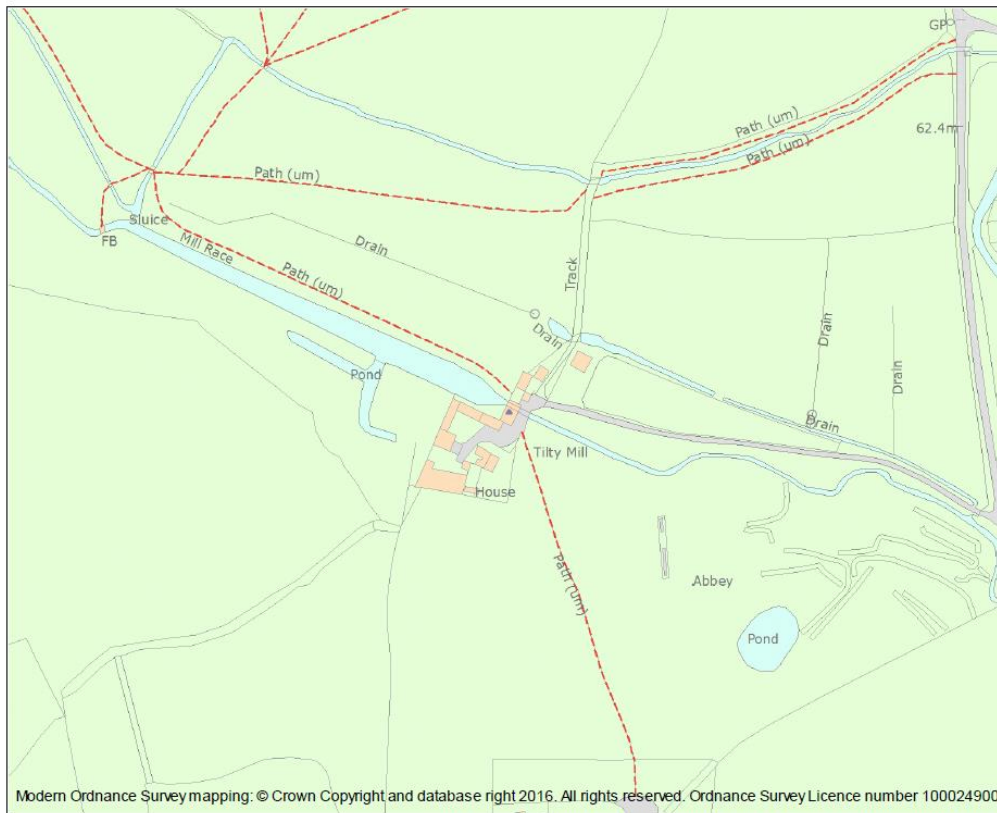 GP
62.4m
Path (um)
Path (um)
Path (um)
Sluice
FB
Mill Race
Path (um)
Drain
Track
Drain
Drain
Drain
Pond
Drain
Tilty Mill
House
Path (um)
Abbey
Pond
Modern Ordnance Survey mapping: © Crown Copyright and database right 2016. All rights reserved. Ordnance Survey Licence number 100024900